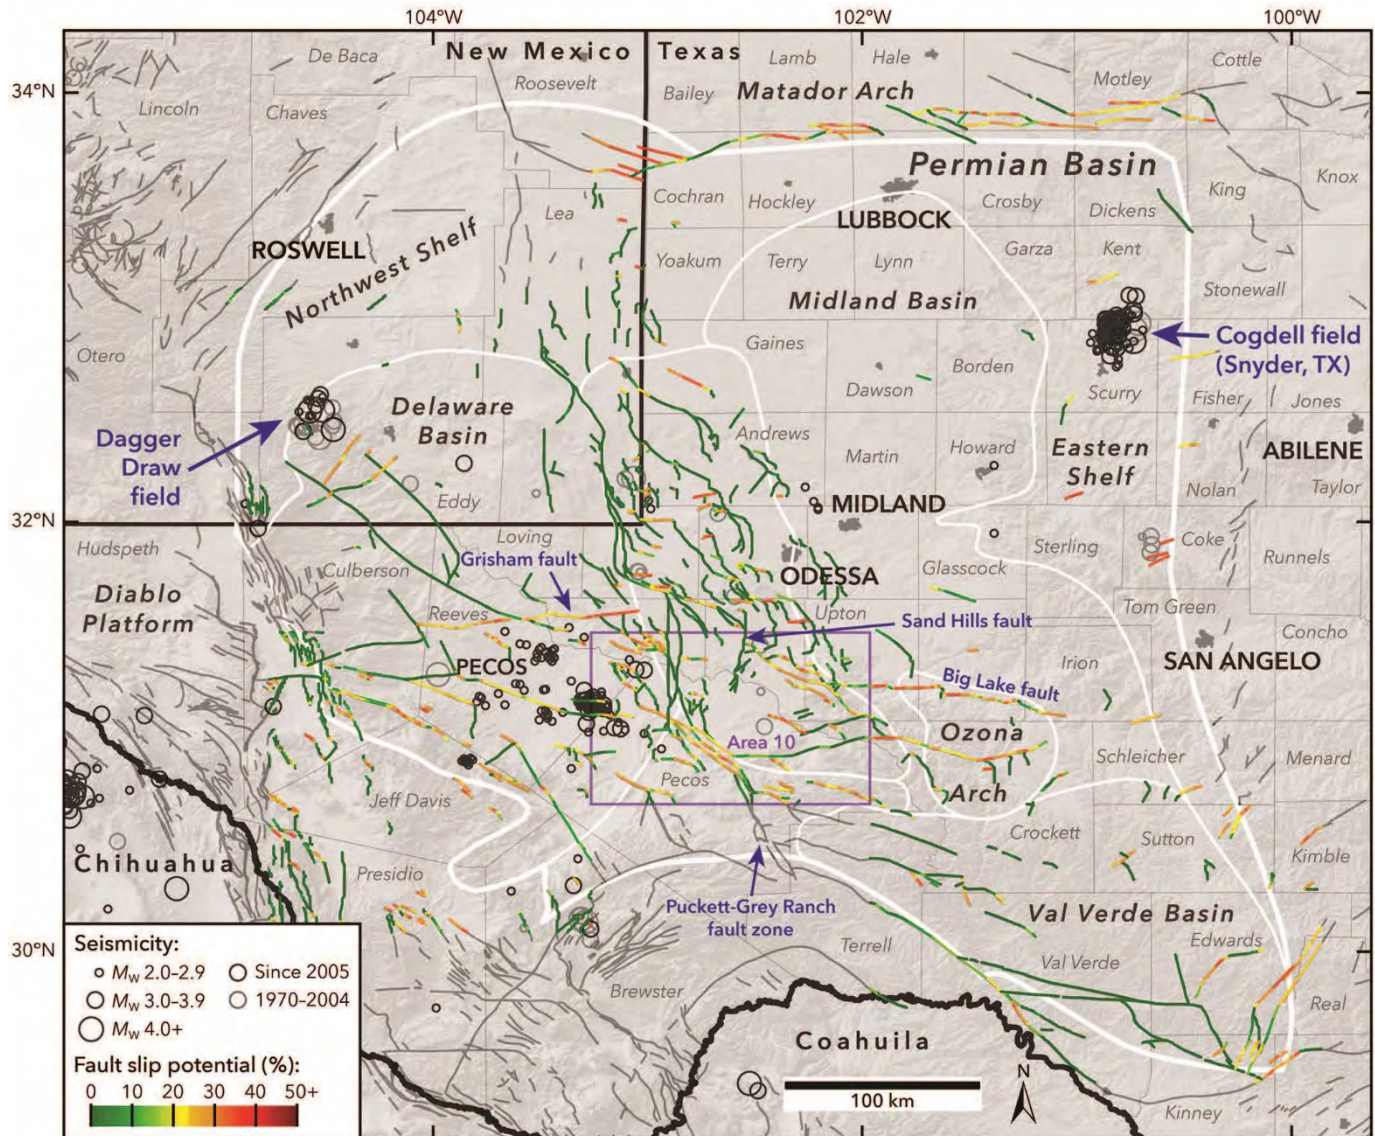 104°W
102°W
100°W
34°N
32°N
30°N
New Mexico
Texas
De Baca
Roosevelt
Lamb
Hale
Cottle
Motley
Lincoln
Chaves
Bailey
Matador Arch
Permian Basin
Cochran
Hockley
LUBBOCK
Crosby
Dickens
King
Knox
Lea
ROSWELL
Northwest Shelf
Yoakum
Terry
Lynn
Garza
Kent
Stonewall
Midland Basin
Otero
Gaines
Dawson
Borden
Scurry
Cogdell field
(Snyder, TX)
Fisher
Jones
Delaware
Basin
Dagger
Draw
field
Andrews
Martin
Howard
Eastern
Shelf
ABILENE
Eddy
MIDLAND
Nolan
Taylor
Hudspeth
Loving
Culberson
Grisham fault
ODESSA
Glasscock
Sterling
Coke
Runnels
Diablo
Platform
Reeves
Upton
Sand Hills fault
Tom Green
Concho
PECOS
Irion
SAN ANGELO
Big Lake fault
Area 10
Ozona
Arch
Schleicher
Menard
Jeff Davis
Pecos
Crockett
Sutton
Kimble
Chihuahua
Presidio
Puckett-Grey Ranch
fault zone
Val Verde Basin
Terrell
Edwards
Val Verde
Brewster
Real
Coahuila
Kinney
N
100 km
Seismicity:
Mw 2.0–2.9
Since 2005
Mw 3.0–3.9
1970–2004
Mw 4.0+
Fault slip potential (%):
0 10 20 30 40 50+